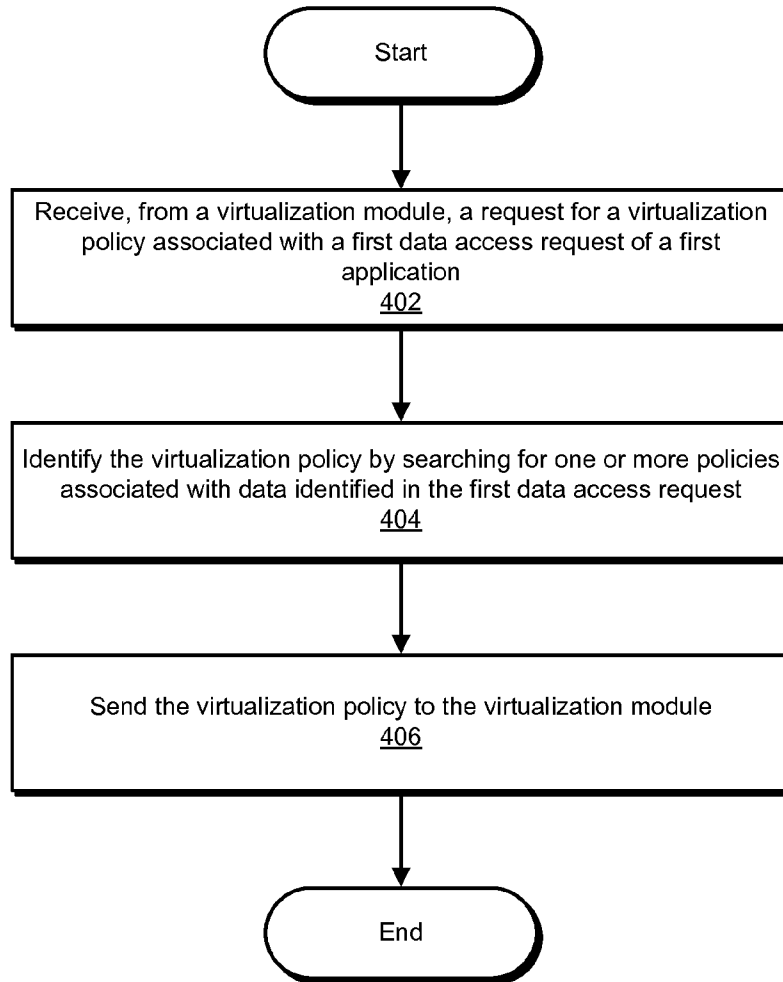 Start
Receive, from a virtualization module, a request for a virtualization
policy associated with a first data access request of a first
application
402
Identify the virtualization policy by searching for one or more policies
associated with data identified in the first data access request
404
Send the virtualization policy to the virtualization module
406
End